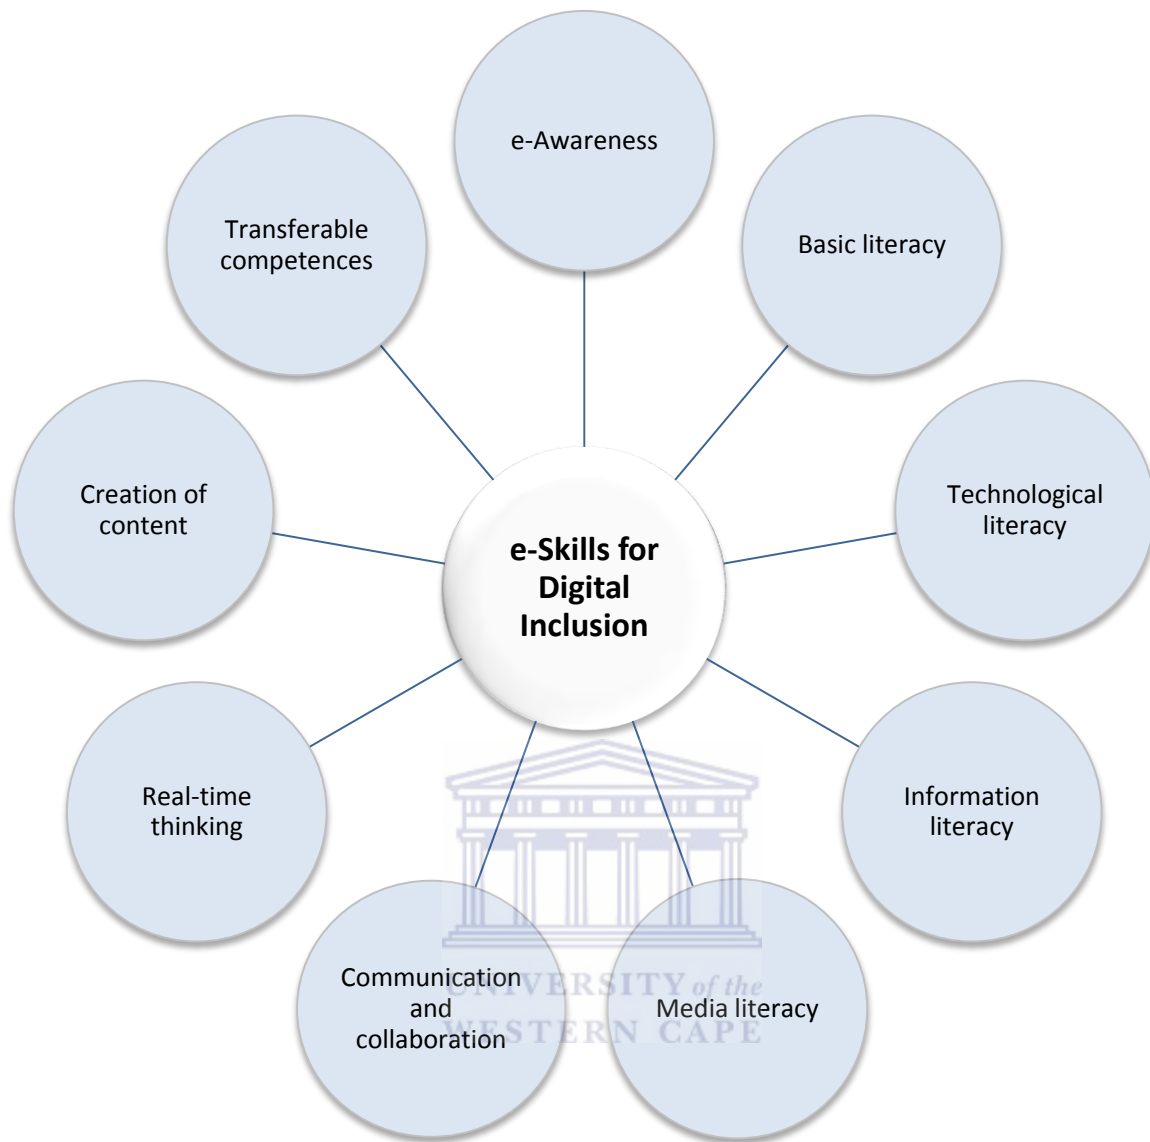 e-Awareness
Basic literacy
Technological
literacy
Information
literacy
Media literacy
Communication
and
collaboration
Real-time
thinking
Creation of
content
Transferable
competences
e-Skills for
Digital
Inclusion
UNIVERSITY of the
WESTERN CAPE